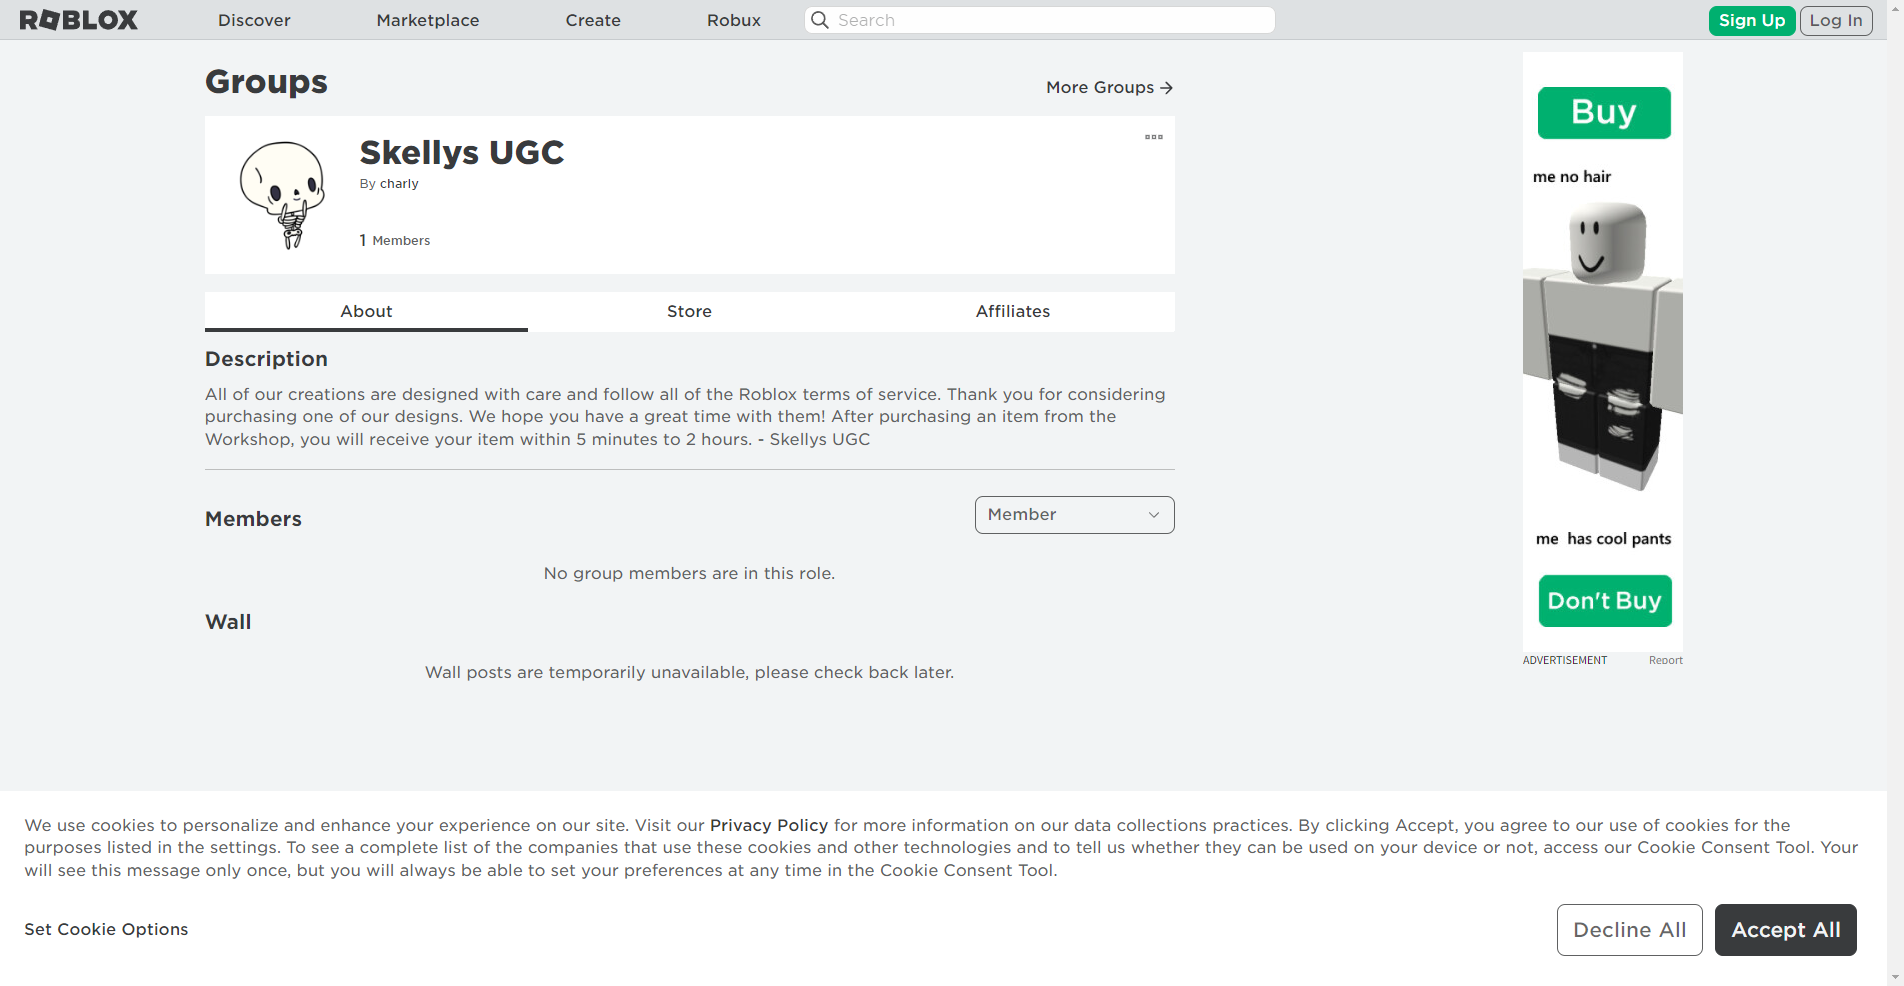 ROBLOX
Discover
Marketplace
Create
Robux
Search
Sign Up
Log In
Groups
More Groups
Skellys UGC
By charly
1 Members
About
Store
Affiliates
Description
All of our creations are designed with care and follow all of the Roblox terms of service. Thank you for considering
purchasing one of our designs. We hope you have a great time with them! After purchasing an item from the
Workshop, you will receive your item within 5 minutes to 2 hours. - Skellys UGC
Members
Member
No group members are in this role.
Wall
Wall posts are temporarily unavailable, please check back later.
Buy
me no hair
me has cool pants
Don't Buy
ADVERTISEMENT
Report
We use cookies to personalize and enhance your experience on our site. Visit our Privacy Policy for more information on our data collections practices. By clicking Accept, you agree to our use of cookies for the
purposes listed in the settings. To see a complete list of the companies that use these cookies and other technologies and to tell us whether they can be used on your device or not, access our Cookie Consent Tool. Your
will see this message only once, but you will always be able to set your preferences at any time in the Cookie Consent Tool.
Set Cookie Options
Decline All
Accept All